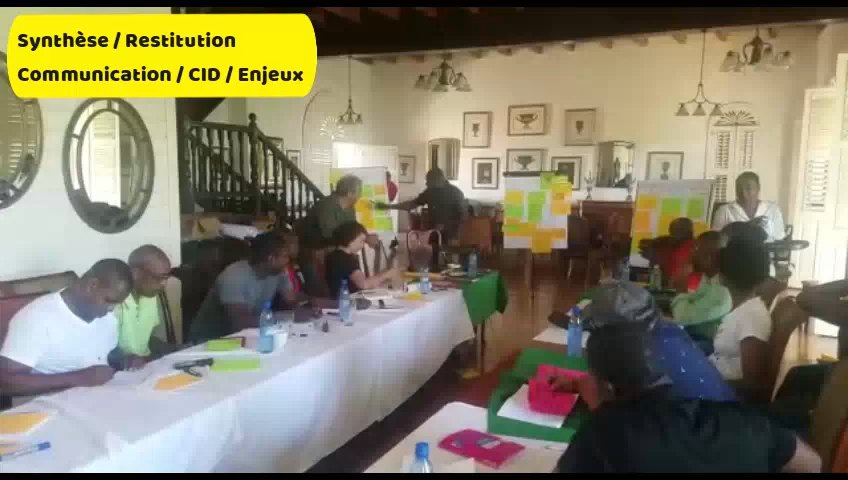 Synthèse / Restitution
Communication / CID / Enjeux